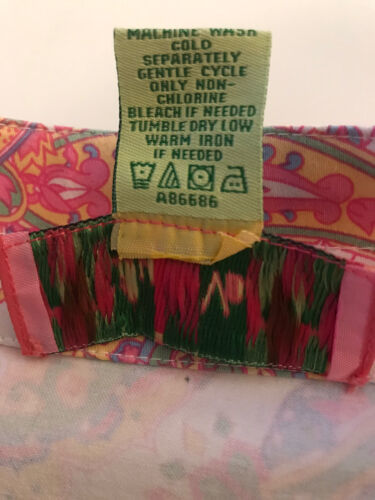 MACHINE WASH
COLD
SEPARATELY
GENTLE CYCLE
ONLY NON-
CHLORINE
BLEACH IF NEEDED
TUMBLE DRY LOW
WARM IRON
IF NEEDED
A86686